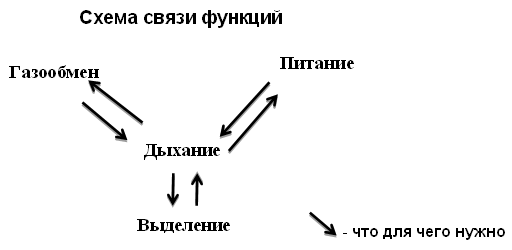 Схема связи функций
Газообмен
Питание
Дыхание
Выделение
- что для чего нужно